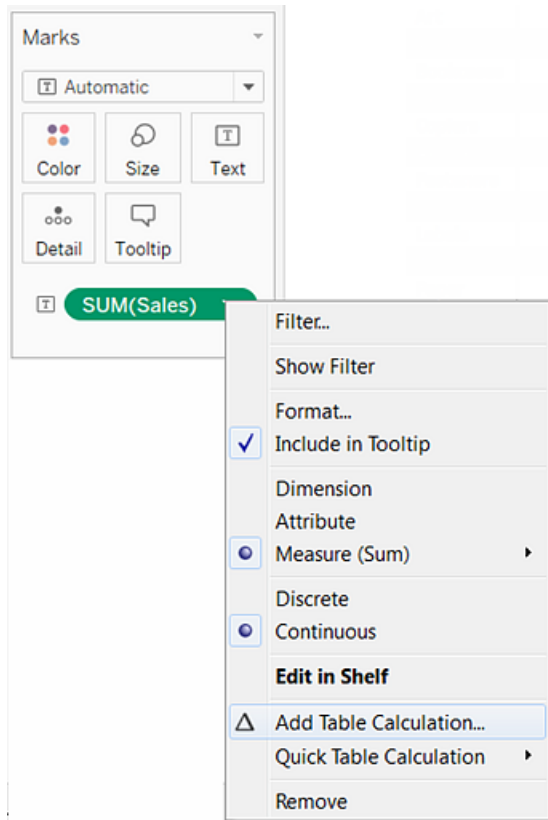 Marks
T Automatic
Color Size T Text
Detail Tooltip
T SUM(Sales)
Filter...
Show Filter
Format...
Include in Tooltip
Dimension
Attribute
Measure (Sum)
Discrete
Continuous
Edit in Shelf
Add Table Calculation...
Quick Table Calculation
Remove